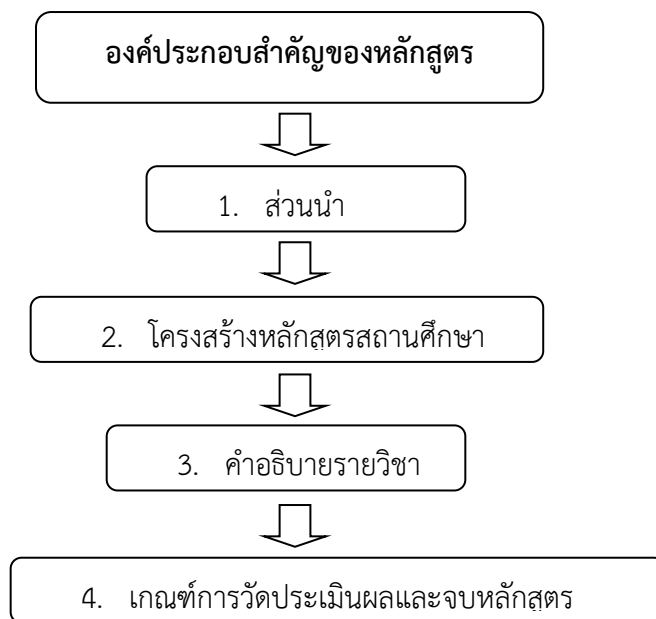 องค์ประกอบสำคัญของหลักสูตร
1. ส่วนนำ
2. โครงสร้างหลักสูตรสถานศึกษา
3. คำอธิบายรายวิชา
4. เกณฑ์การวัดประเมินผลและจบหลักสูตร